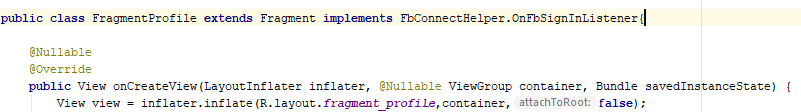 public class FragmentProfile extends Fragment implements FbConnectHelper.OnFbSignInListener{
@Nullable
@Override
public View onCreateView(LayoutInflater inflater, @Nullable ViewGroup container, Bundle savedInstanceState) {
View view = inflater.inflate(R.layout.fragment_profile,container, attachToRoot: false);